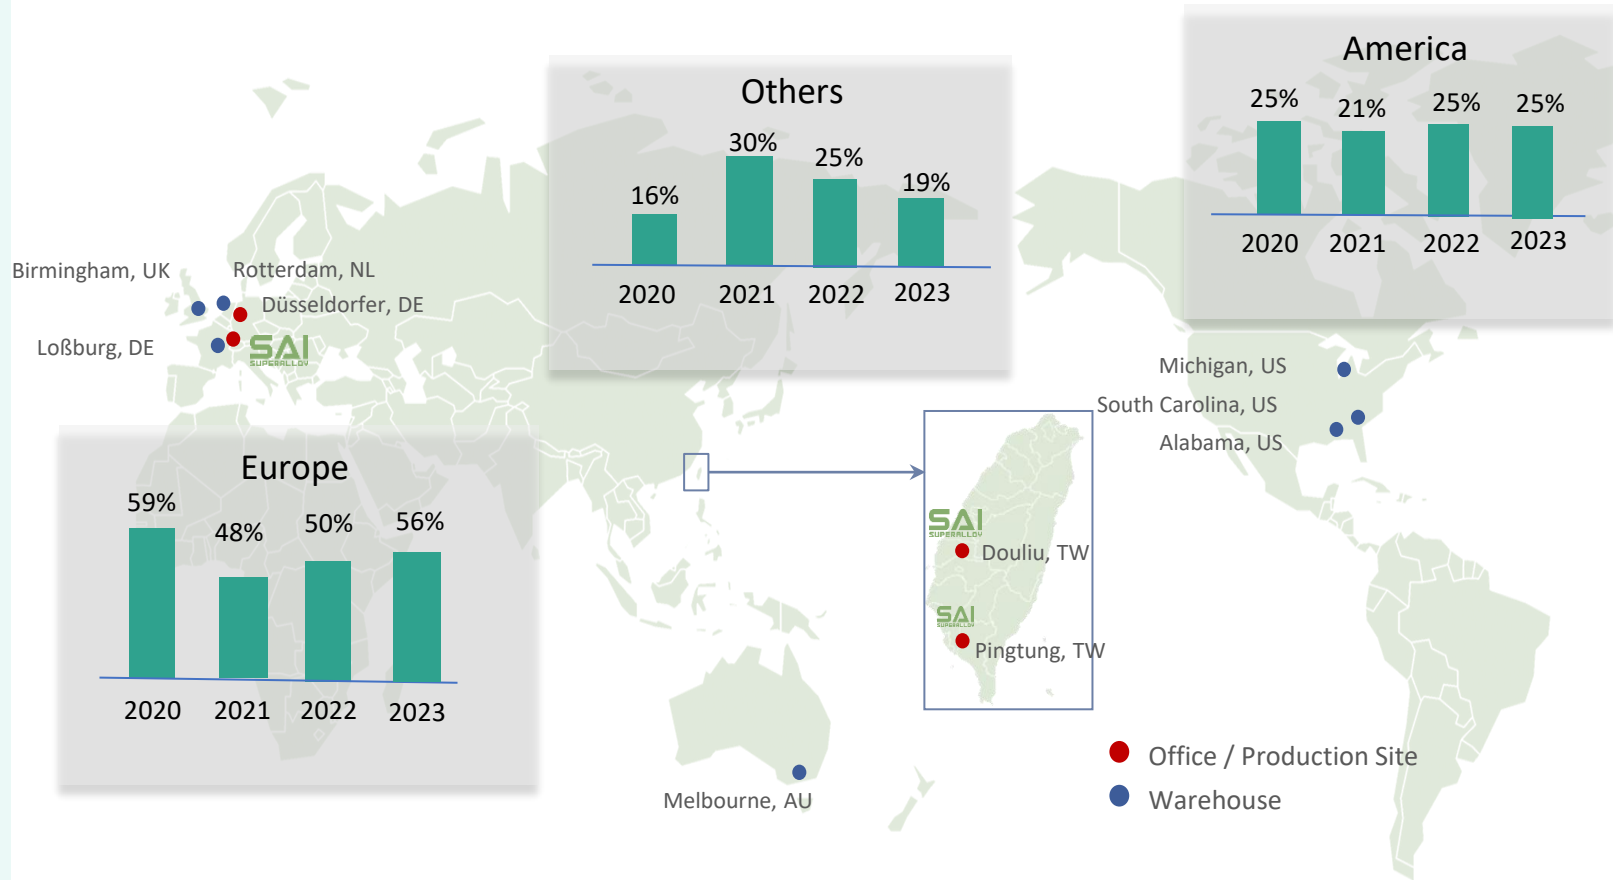 America
25%
21%
25%
25%
2020
2021
2022
2023
Others
16%
30%
25%
19%
2020
2021
2022
2023
Birmingham, UK
Rotterdam, NL
Düsseldorfer, DE
Loßburg, DE
SAI
SUPERALLOY
Europe
59%
48%
50%
56%
2020
2021
2022
2023
Michigan, US
South Carolina, US
Alabama, US
SAI
SUPERALLOY
Douliu, TW
SAI
SUPERALLOY
Pingtung, TW
Melbourne, AU
Office / Production Site
Warehouse